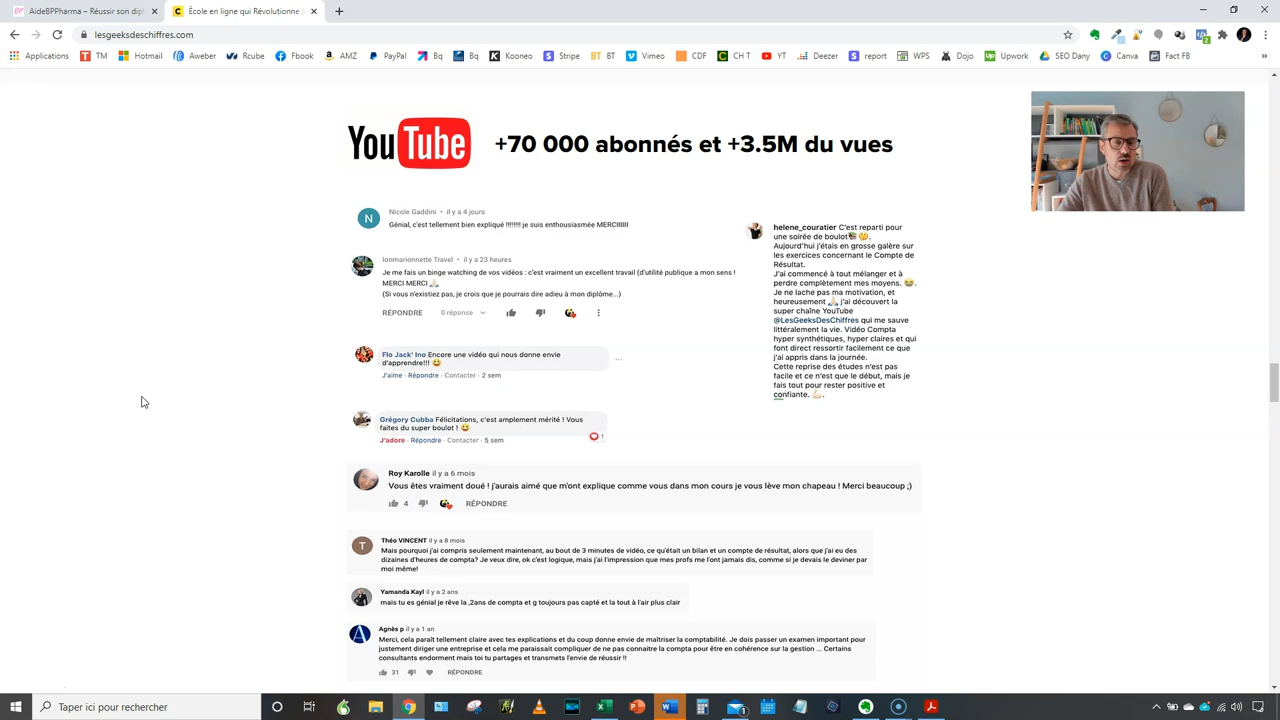 AideBPPharma – Réussir son dipl
École en ligne I Révolutionne
lesgeeksdeschiffres.com
Applications TM Hotmail Aweber Rcube Fbook AMZ PayPal Bq Bq Kooneo Stripe BT BT Vimeo CDF CH T YT Deezer report WPS Dojo Upwork SEO Dany Canva Fact FB »
YouTube +70 000 abonnés et +3.5M du vues
N
Nicole Gaddini • il y a 4 jours
Génial, c'est tellement bien expliqué !!!!!!!! je suis enthousiasmée MERCIIIIII
Ionmarionnette Travel • il y a 23 heures
Je me fais un binge watching de vos vidéos : c'est vraiment un excellent travail (d'utilité publique a mon sens !
MERCI MERCI 🙏
(Si vous n'existiez pas, je crois que je pourrais dire adieu à mon diplôme...)
RÉPONDRE 0 réponse
Flo Jack' Ino Encore une vidéo qui nous donne envie
d'apprendre!!! 😀
J'aime · Répondre · Contacter · 2 sem
Grégory Cubba Félicitations, c'est amplement mérité ! Vous
faites du super boulot ! 😀
1
J'adore · Répondre · Contacter · 5 sem
helene_couratier C'est reparti pour
une soirée de boulot📚🤔.
Aujourd'hui j'étais en grosse galère sur
les exercices concernant le Compte de
Résultat.
J'ai commencé à tout mélanger et à
perdre complètement mes moyens. 😭.
Je ne lache pas ma motivation, et
heureusement 🙏 j'ai découvert la
super chaîne YouTube
@LesGeeksDesChiffres qui me sauve
littéralement la vie. Vidéo Compta
hyper synthétiques, hyper claires et qui
font direct ressortir facilement ce que
j'ai appris dans la journée.
Cette reprise des études n'est pas
facile et ce n'est que le début, mais je
fais tout pour rester positive et
confiante. 💪.
Roy Karolle il y a 6 mois
Vous êtes vraiment doué ! j'aurais aimé que m'ont explique comme vous dans mon cours je vous lève mon chapeau ! Merci beaucoup ;)
4 RÉPONDRE
T
Théo VINCENT il y a 8 mois
Mais pourquoi j'ai compris seulement maintenant, au bout de 3 minutes de vidéo, ce qu'était un bilan et un compte de résultat, alors que j'ai eu des
dizaines d'heures de compta? Je veux dire, ok c'est logique, mais j'ai l'impression que mes profs me l'ont jamais dis, comme si je devais le deviner par
moi même!
Yamanda Kayl il y a 2 ans
mais tu es génial je rêve la ,2ans de compta et g toujours pas capté et la tout à l'air plus clair
Agnès p il y a 1 an
Merci, cela paraît tellement claire avec tes explications et du coup donne envie de maîtriser la comptabilité. Je dois passer un examen important pour
justement diriger une entreprise et cela me paraissait compliquer de ne pas connaitre la compta pour être en cohérence sur la gestion ... Certains
consultants endorment mais toi tu partages et transmets l'envie de réussir !!
31 RÉPONDRE
Taper ici pour rechercher